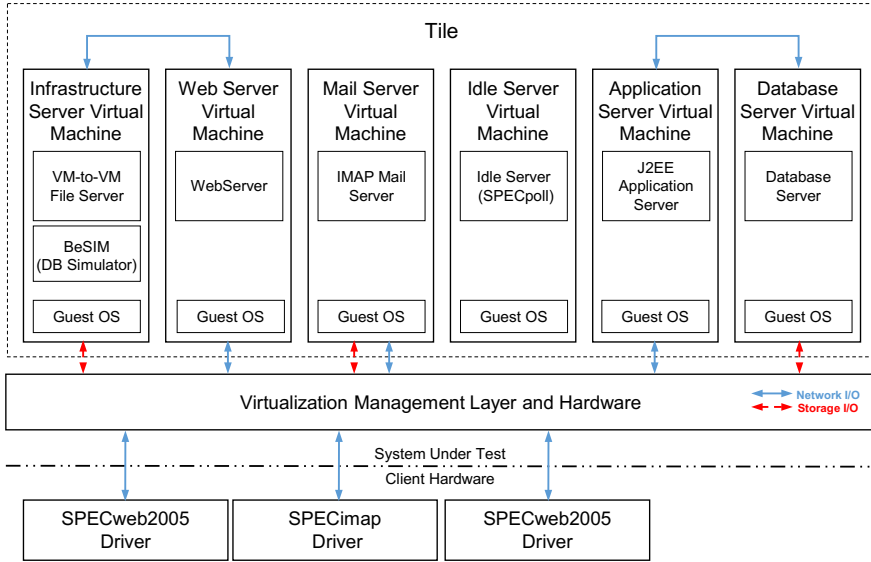 Tile
Infrastructure
Server Virtual
Machine
VM-to-VM
File Server
BeSIM
(DB Simulator)
Guest OS
Web Server
Virtual
Machine
WebServer
Guest OS
Mail Server
Virtual
Machine
IMAP Mail
Server
Guest OS
Idle Server
Virtual
Machine
Idle Server
(SPECpoll)
Guest OS
Application
Server Virtual
Machine
J2EE
Application
Server
Guest OS
Database
Server Virtual
Machine
Database
Server
Guest OS
Virtualization Management Layer and Hardware
Network I/O
Storage I/O
System Under Test
Client Hardware
SPECweb2005
Driver
SPECimap
Driver
SPECweb2005
Driver